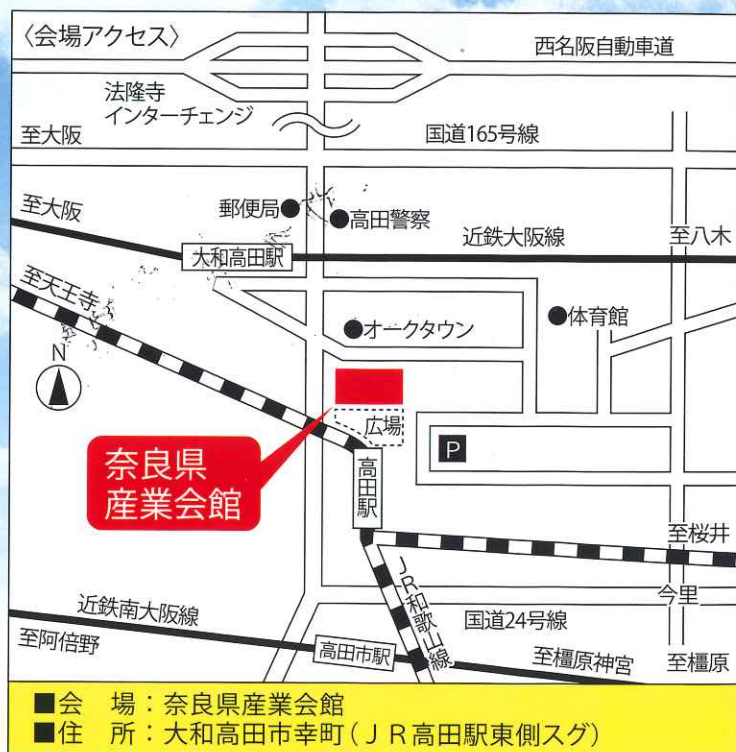 〈会場アクセス〉
西名阪自動車道
法隆寺
インターチェンジ
至大阪
国道165号線
至大阪
郵便局
高田警察
近鉄大阪線
至八木
大和高田駅
至天王寺
オークタウン
体育館
N
広場
P
奈良県
産業会館
高田駅
至桜井
JR和歌山線
今里
近鉄南大阪線
国道24号線
至阿倍野
高田市駅
至橿原神宮
至橿原
■会　場：奈良県産業会館
■住　所：大和高田市幸町（ＪＲ高田駅東側スグ）